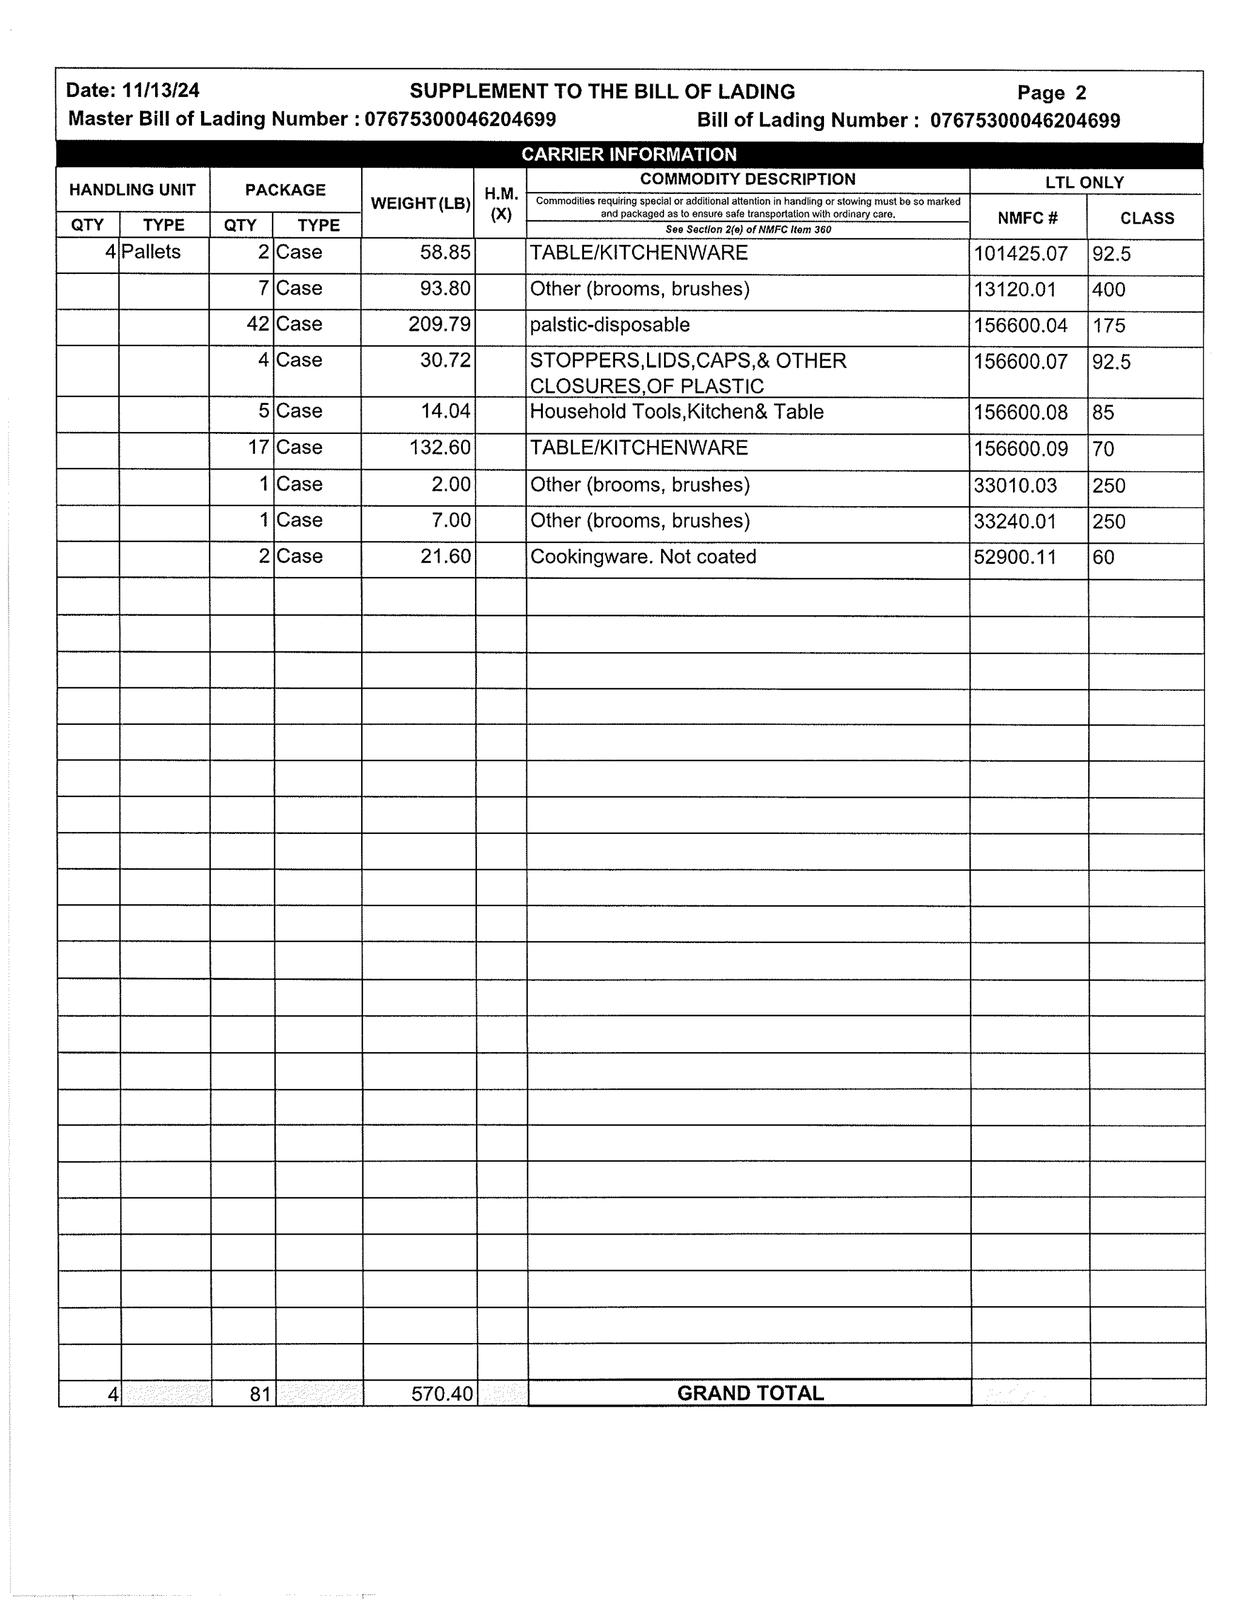 Date: 11/13/24 SUPPLEMENT TO THE BILL OF LADING Page 2
Master Bill of Lading Number : 07675300046204699 Bill of Lading Number : 07675300046204699
CARRIER INFORMATION
HANDLING UNIT PACKAGE WEIGHT(LB) H.M. (X) COMMODITY DESCRIPTION LTL ONLY
Commodities requiring special or additional attention in handling or stowing must be so marked
and packaged as to ensure safe transportation with ordinary care.
See Section 2(e) of NMFC Item 360
QTY TYPE QTY TYPE NMFC # CLASS
4 Pallets 2 Case 58.85 TABLE/KITCHENWARE 101425.07 92.5
7 Case 93.80 Other (brooms, brushes) 13120.01 400
42 Case 209.79 palstic-disposable 156600.04 175
4 Case 30.72 STOPPERS,LIDS,CAPS,& OTHER 156600.07 92.5
CLOSURES,OF PLASTIC
5 Case 14.04 Household Tools,Kitchen& Table 156600.08 85
17 Case 132.60 TABLE/KITCHENWARE 156600.09 70
1 Case 2.00 Other (brooms, brushes) 33010.03 250
1 Case 7.00 Other (brooms, brushes) 33240.01 250
2 Case 21.60 Cookingware. Not coated 52900.11 60
4 81 570.40 GRAND TOTAL